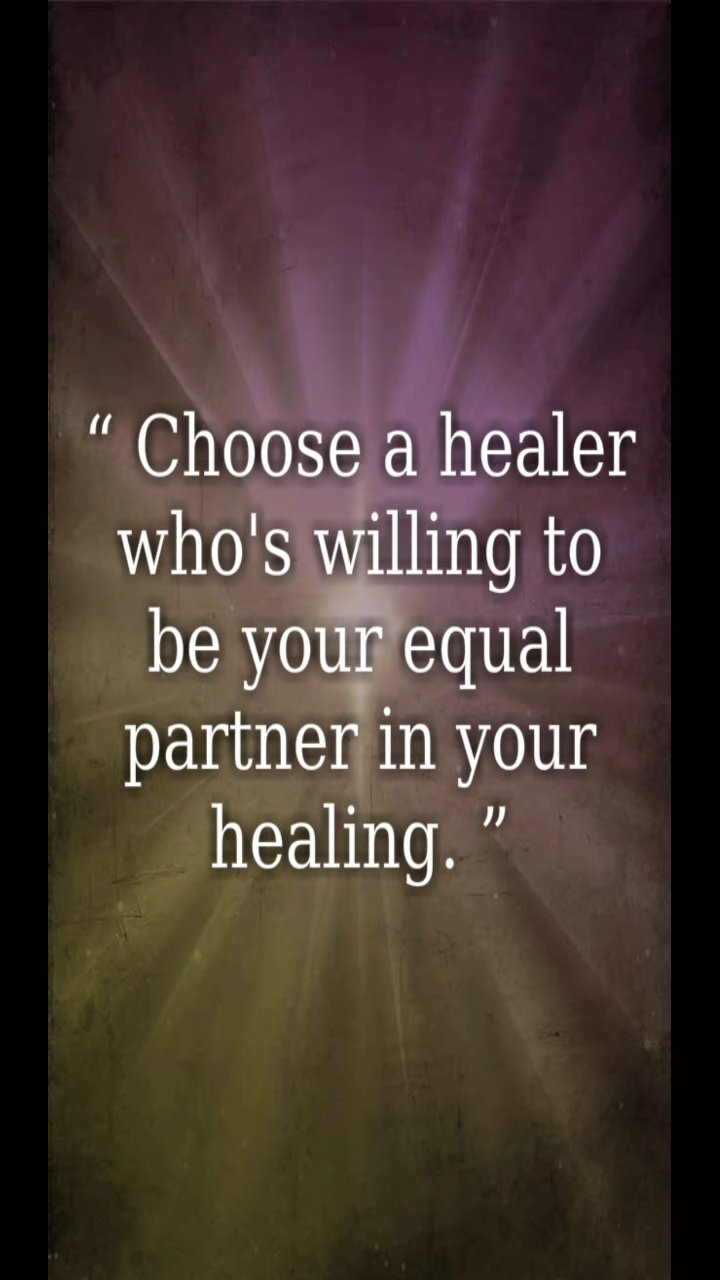 “ Choose a healer
who's willing to
be your equal
partner in your
healing. ”